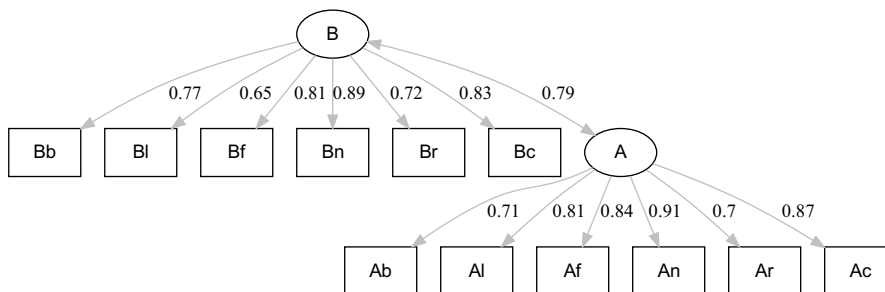 B
0.77 0.65 0.81 0.89 0.72 0.83 0.79
Bb Bl Bf Bn Br Bc A
0.71 0.81 0.84 0.91 0.7 0.87
Ab Al Af An Ar Ac